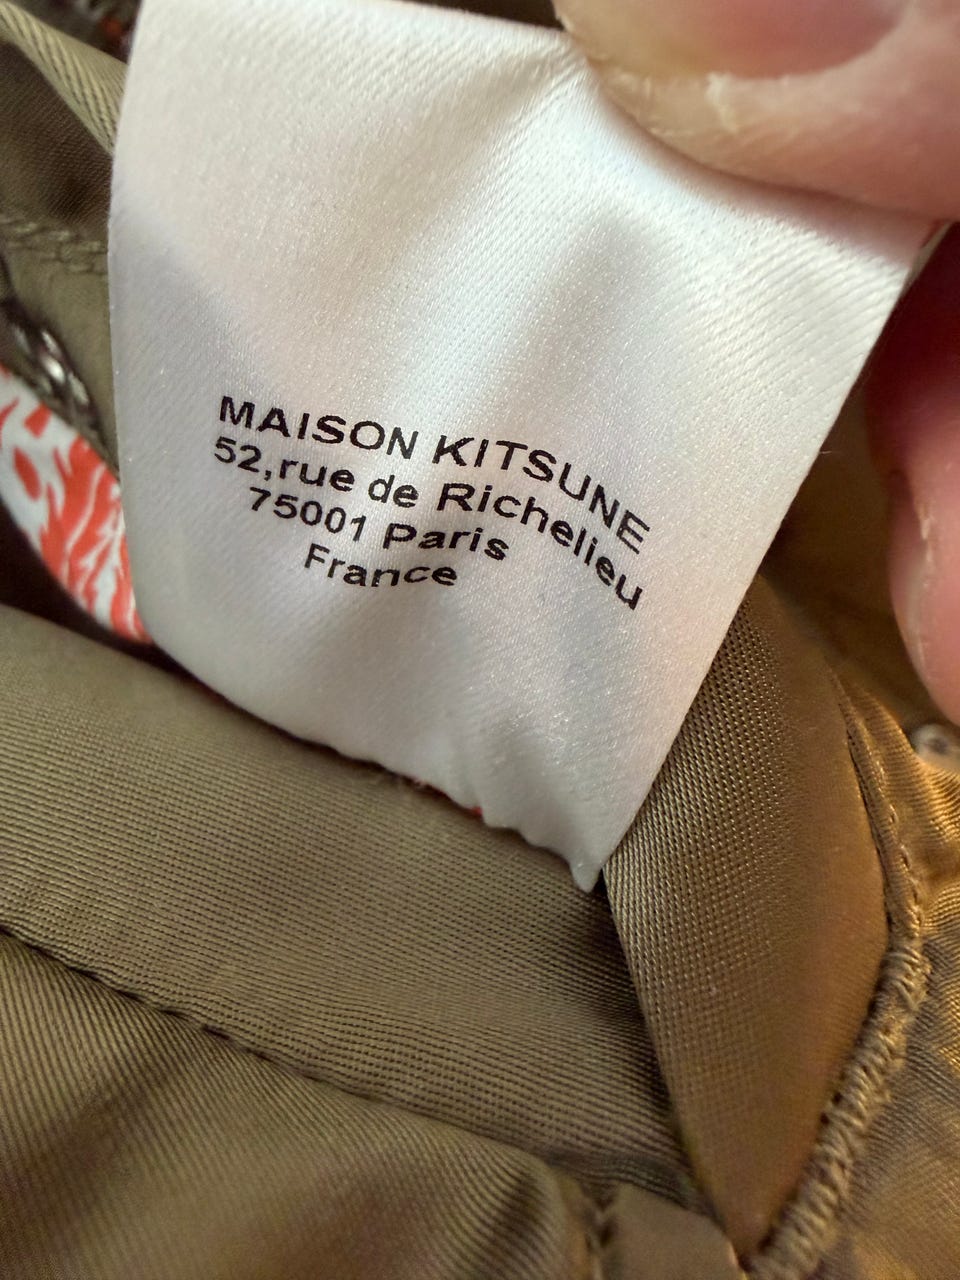 MAISON KITSUNE
52,rue de Richelieu
75001 Paris
France